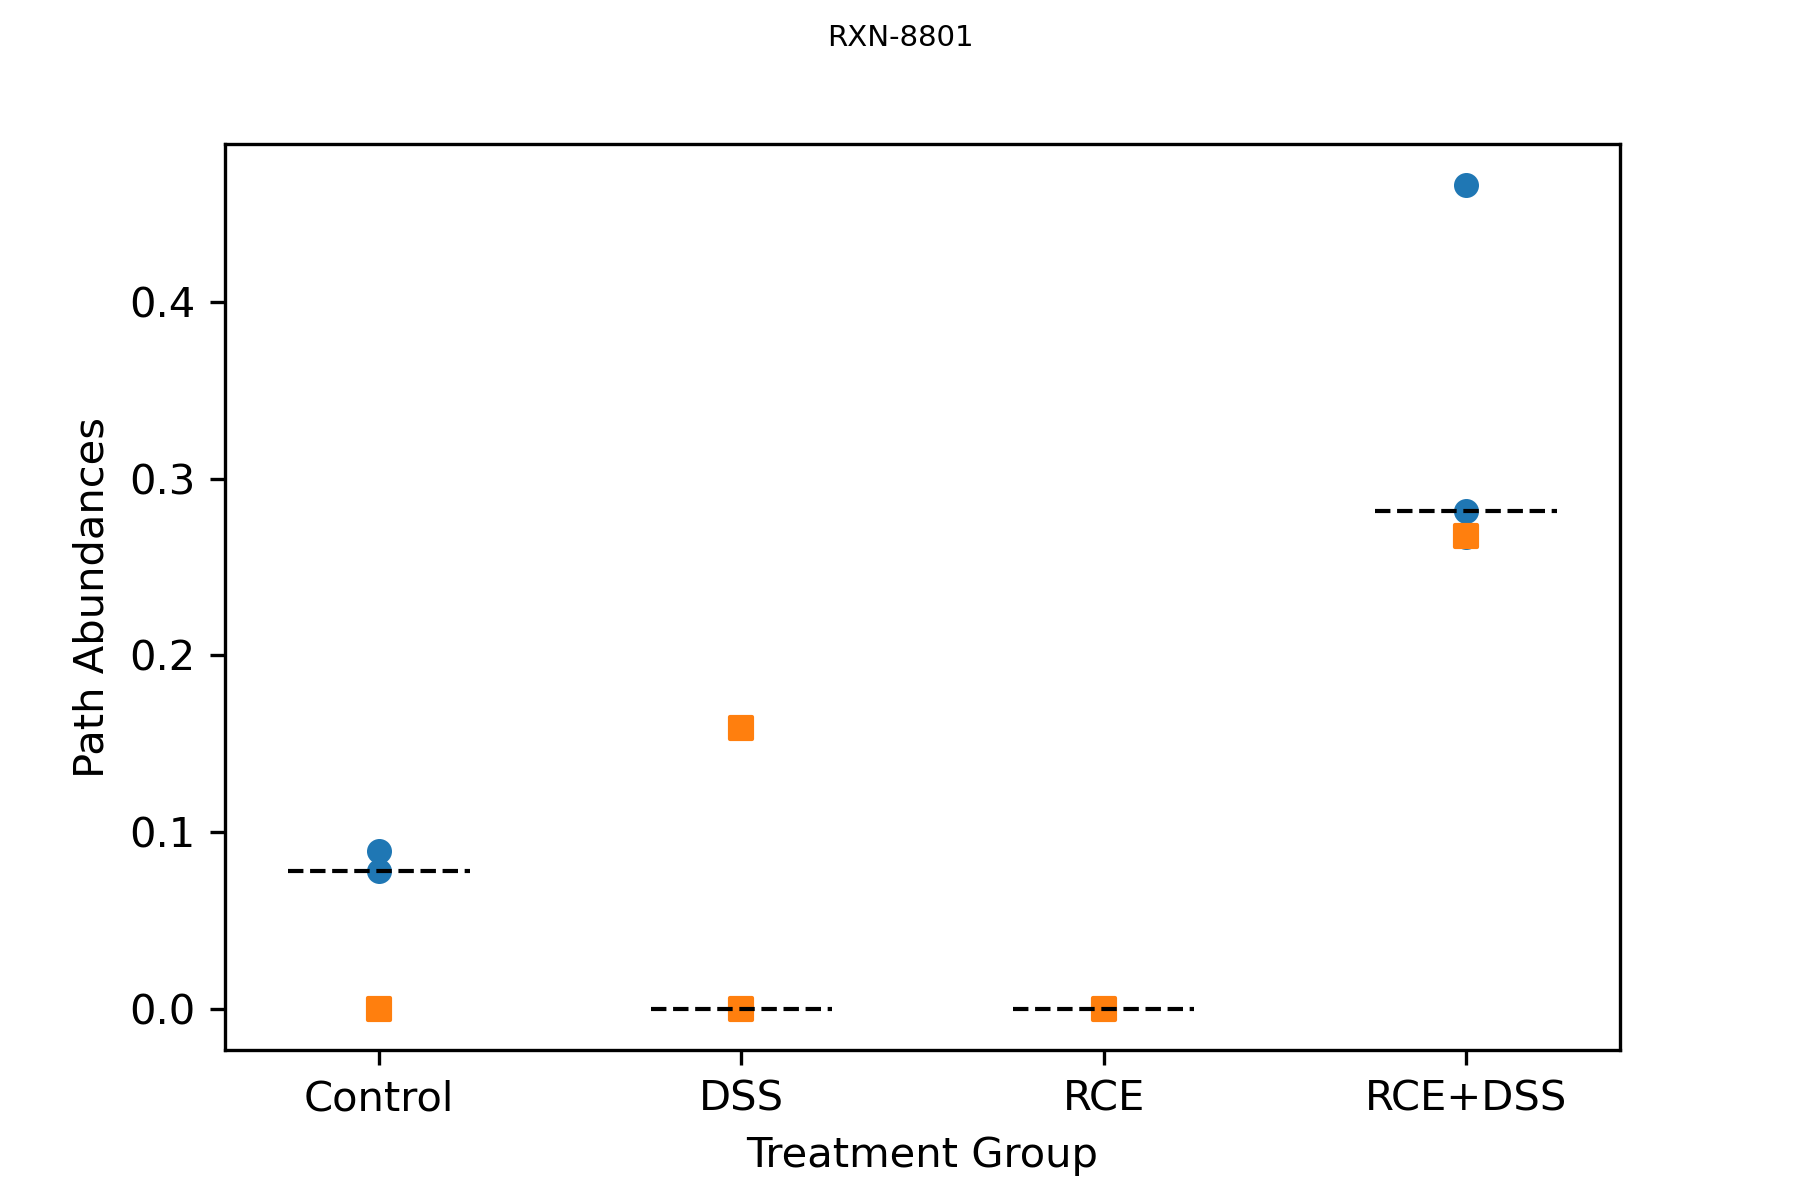 RXN-8801
Path Abundances
0.4
0.3
0.2
0.1
0.0
Control
DSS
RCE
RCE+DSS
Treatment Group